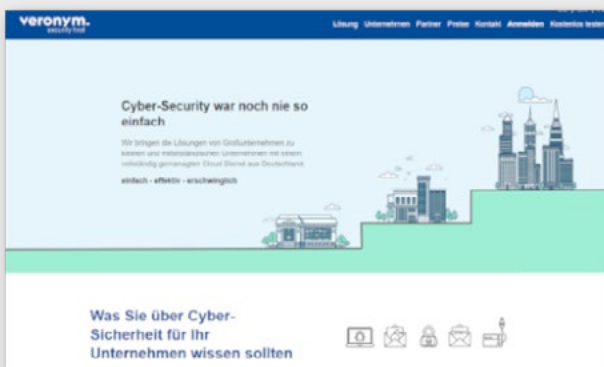 veronym.
security first
Lösung Unternehmen Partner Preise Kontakt Anmelden Kostenlos testen
Cyber-Security war noch nie so
einfach
Wir bringen die Lösungen von Großunternehmen zu
kleinen und mittelständischen Unternehmen mit einem
vollständig gemanagten Cloud Dienst aus Deutschland.
einfach - effektiv - erschwinglich
Was Sie über Cyber-
Sicherheit für Ihr
Unternehmen wissen sollten